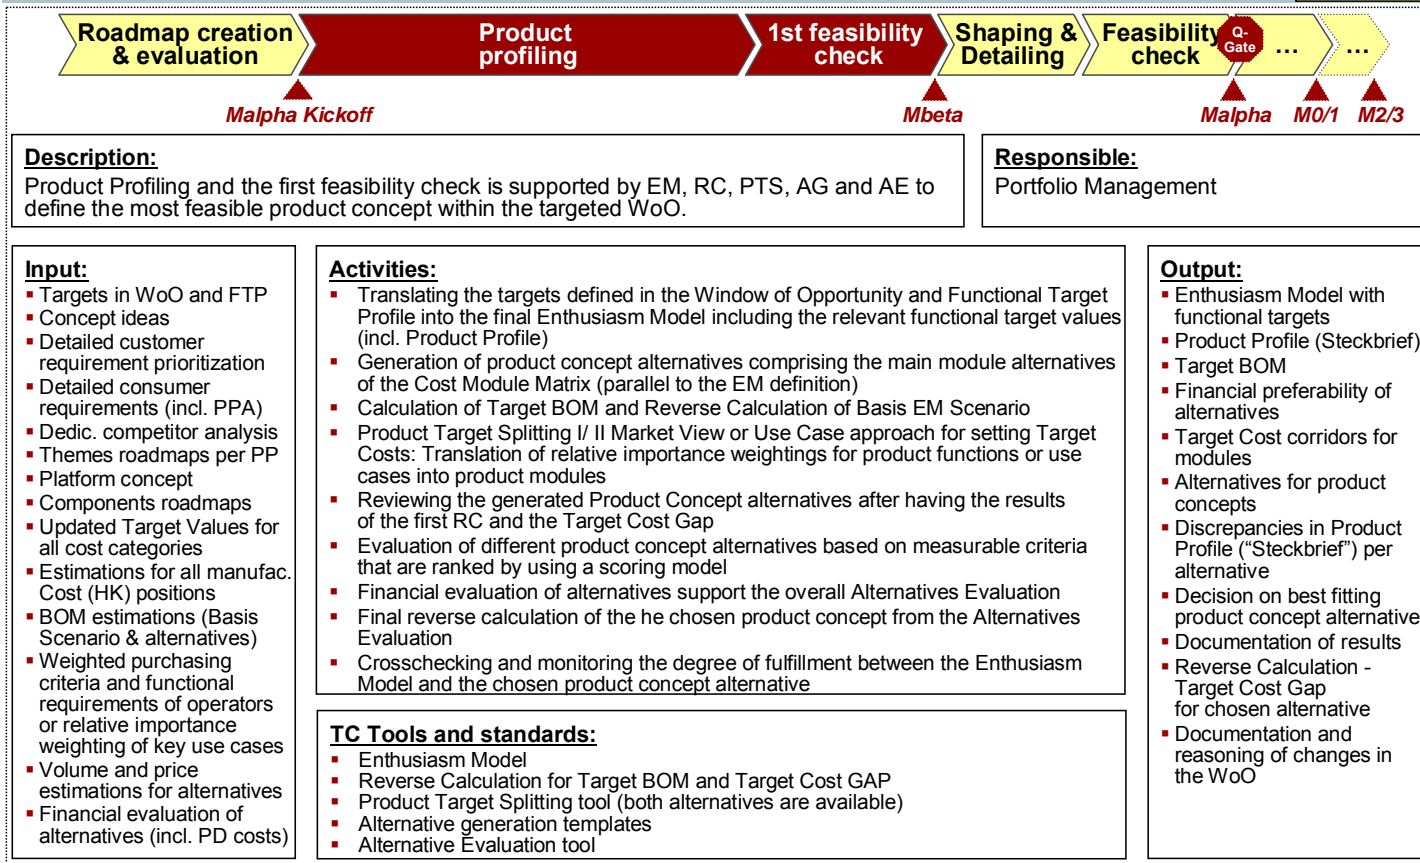 Roadmap creation
& evaluation
Product
profiling
1st feasibility
check
Shaping &
Detailing
Feasibility
check
Q-
Gate
...
...
Malpha Kickoff
Mbeta
Malpha
M0/1
M2/3
Description:
Product Profiling and the first feasibility check is supported by EM, RC, PTS, AG and AE to
define the most feasible product concept within the targeted WoO.
Responsible:
Portfolio Management
Input:
▪ Targets in WoO and FTP
▪ Concept ideas
▪ Detailed customer
requirement prioritization
▪ Detailed consumer
requirements (incl. PPA)
▪ Dedic. competitor analysis
▪ Themes roadmaps per PP
▪ Platform concept
▪ Components roadmaps
▪ Updated Target Values for
all cost categories
▪ Estimations for all manufac.
Cost (HK) positions
▪ BOM estimations (Basis
Scenario & alternatives)
▪ Weighted purchasing
criteria and functional
requirements of operators
or relative importance
weighting of key use cases
▪ Volume and price
estimations for alternatives
▪ Financial evaluation of
alternatives (incl. PD costs)
Activities:
▪ Translating the targets defined in the Window of Opportunity and Functional Target
Profile into the final Enthusiasm Model including the relevant functional target values
(incl. Product Profile)
▪ Generation of product concept alternatives comprising the main module alternatives
of the Cost Module Matrix (parallel to the EM definition)
▪ Calculation of Target BOM and Reverse Calculation of Basis EM Scenario
▪ Product Target Splitting I/ II Market View or Use Case approach for setting Target
Costs: Translation of relative importance weightings for product functions or use
cases into product modules
▪ Reviewing the generated Product Concept alternatives after having the results
of the first RC and the Target Cost Gap
▪ Evaluation of different product concept alternatives based on measurable criteria
that are ranked by using a scoring model
▪ Financial evaluation of alternatives support the overall Alternatives Evaluation
▪ Final reverse calculation of the he chosen product concept from the Alternatives
Evaluation
▪ Crosschecking and monitoring the degree of fulfillment between the Enthusiasm
Model and the chosen product concept alternative
TC Tools and standards:
▪ Enthusiasm Model
▪ Reverse Calculation for Target BOM and Target Cost GAP
▪ Product Target Splitting tool (both alternatives are available)
▪ Alternative generation templates
▪ Alternative Evaluation tool
Output:
▪ Enthusiasm Model with
functional targets
▪ Product Profile (Steckbrief)
▪ Target BOM
▪ Financial preferability of
alternatives
▪ Target Cost corridors for
modules
▪ Alternatives for product
concepts
▪ Discrepancies in Product
Profile (“Steckbrief”) per
alternative
▪ Decision on best fitting
product concept alternative
▪ Documentation of results
▪ Reverse Calculation -
Target Cost Gap
for chosen alternative
▪ Documentation and
reasoning of changes in
the WoO